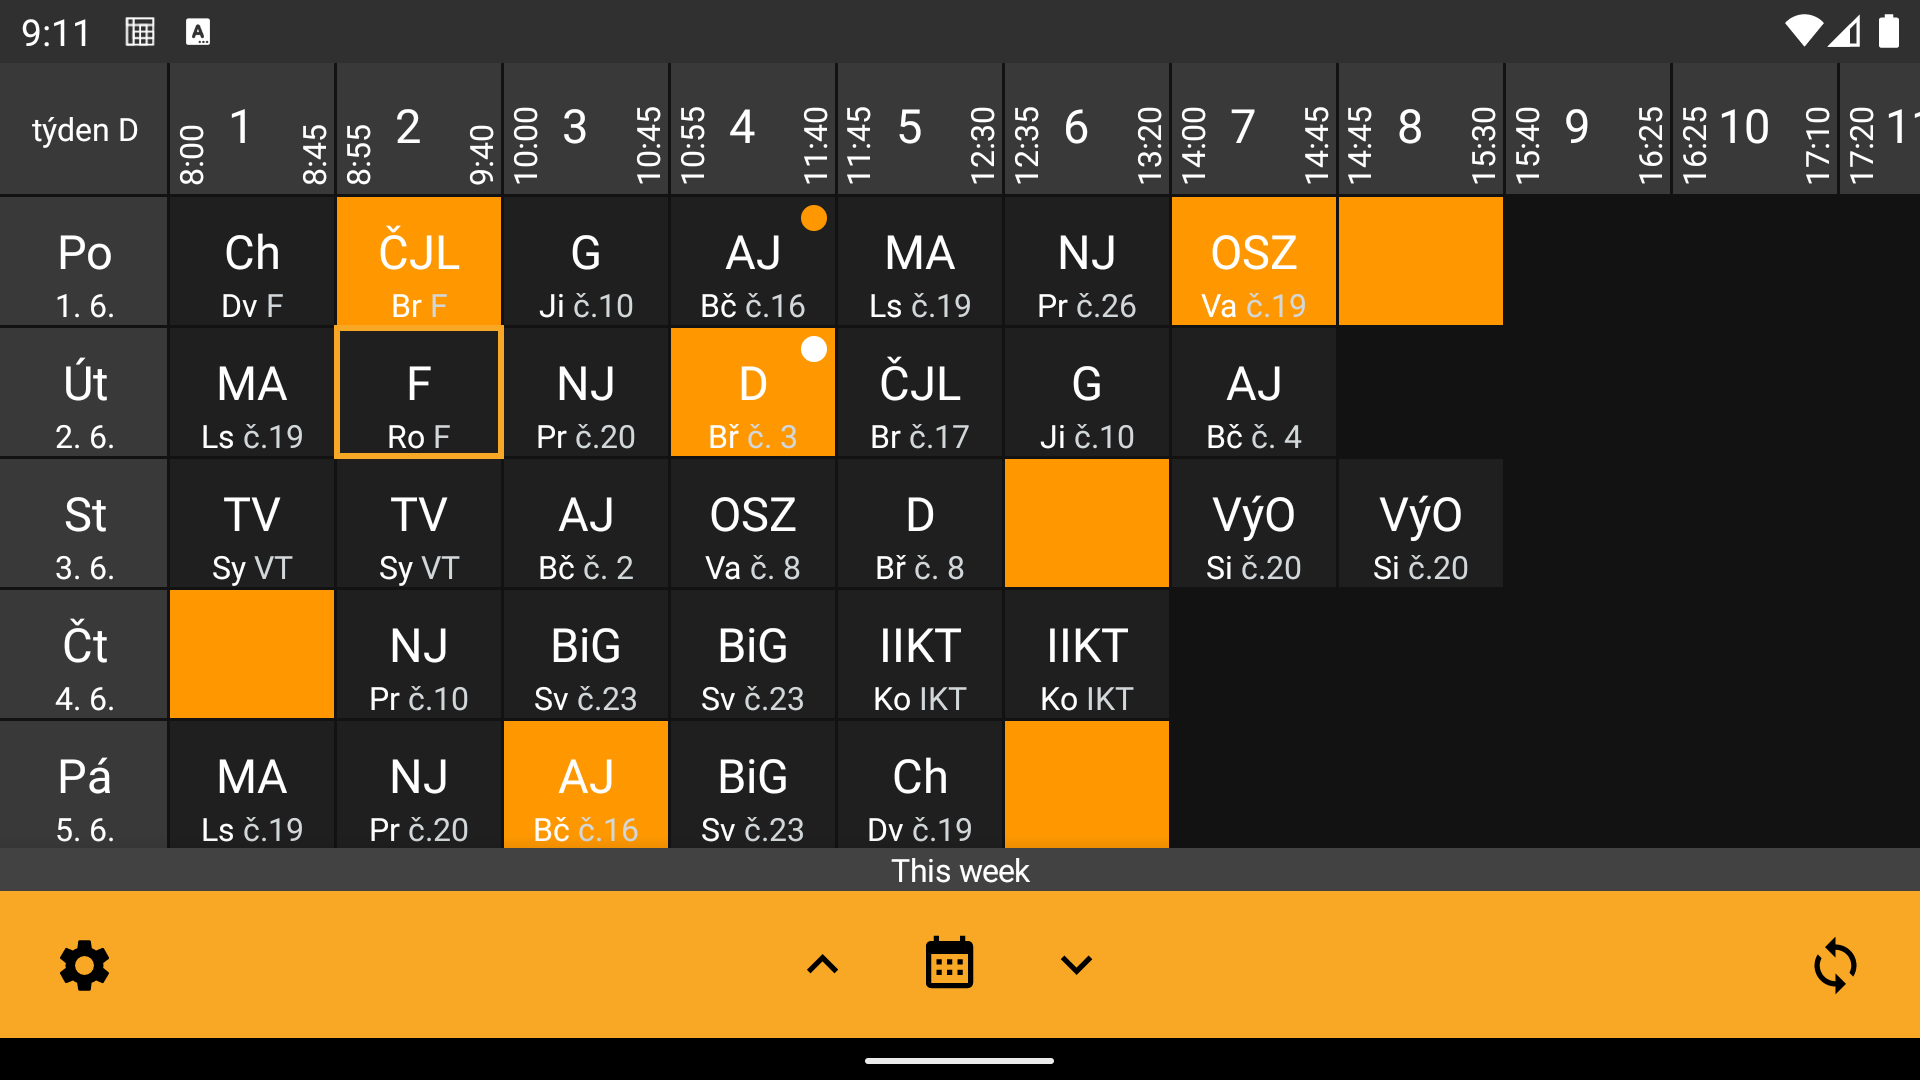 9:11
týden D
8:00 1 8:45
8:55 2 9:40
10:00 3 10:45
10:55 4 11:40
11:45 5 12:30
12:35 6 13:20
14:00 7 14:45
14:45 8 15:30
15:40 9 16:25
16:25 10 17:10
17:20 11
Po
1. 6.
Ch
Dv F
ČJL
Br F
G
Ji č.10
AJ
Bč č.16
MA
Ls č.19
NJ
Pr č.26
OSZ
Va č.19
Út
2. 6.
MA
Ls č.19
F
Ro F
NJ
Pr č.20
D
Bř č. 3
ČJL
Br č.17
G
Ji č.10
AJ
Bč č. 4
St
3. 6.
TV
Sy VT
TV
Sy VT
AJ
Bč č. 2
OSZ
Va č. 8
D
Bř č. 8
VýO
Si č.20
VýO
Si č.20
Čt
4. 6.
NJ
Pr č.10
BiG
Sv č.23
BiG
Sv č.23
IIKT
Ko IKT
IIKT
Ko IKT
Pá
5. 6.
MA
Ls č.19
NJ
Pr č.20
AJ
Bč č.16
BiG
Sv č.23
Ch
Dv č.19
This week